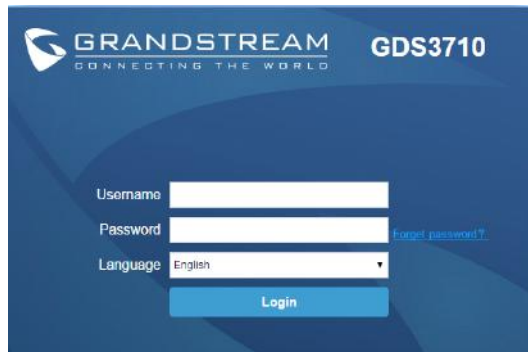 GRANDSTREAM GDS3710
CONNECTING THE WORLD
Username
Password Forget password?
Language English
Login